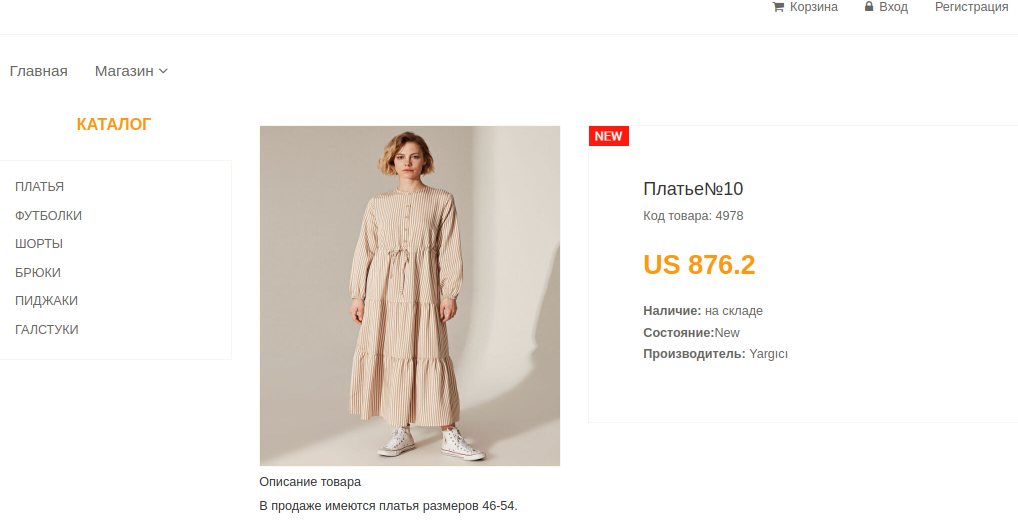 Корзина Вход Регистрация
Главная Магазин
КАТАЛОГ
ПЛАТЬЯ
ФУТБОЛКИ
ШОРТЫ
БРЮКИ
ПИДЖАКИ
ГАЛСТУКИ
NEW
Платье№10
Код товара: 4978
US 876.2
Наличие: на складе
Состояние:New
Производитель: Yargıcı
Описание товара
В продаже имеются платья размеров 46-54.